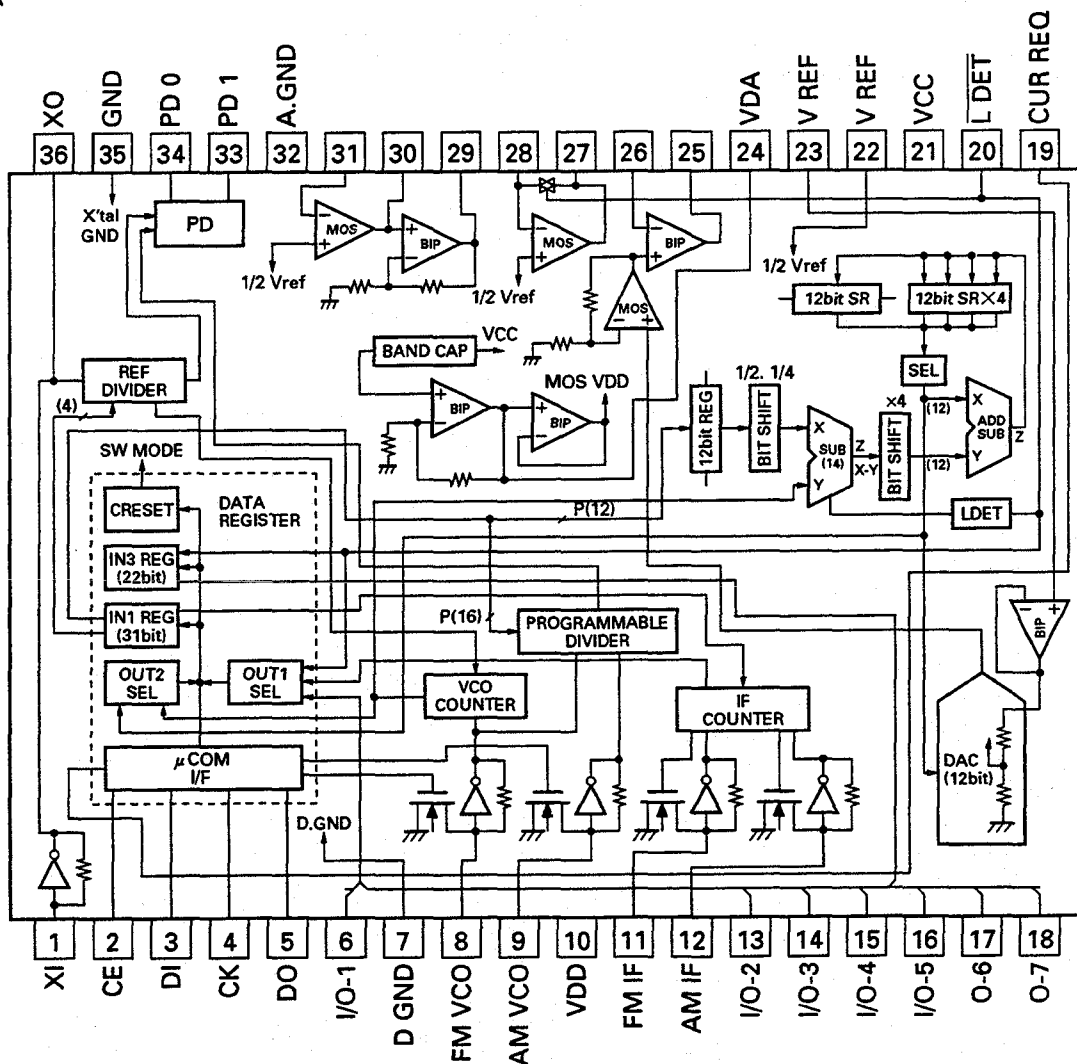 XO
GND
PD 0
PD 1
A.GND
VDA
V REF
V REF
VCC
L DET
CUR REQ
36
35
34
33
32
31
30
29
28
27
26
25
24
23
22
21
20
19
X'tal
GND
PD
MOS
BIP
1/2 Vref
MOS
1/2 Vref
BIP
MOS
1/2 Vref
12bit SR
12bit SR×4
BAND CAP
VCC
REF
DIVIDER
(4)
BIP
MOS VDD
BIP
12bit REG
1/2. 1/4
BIT SHIFT
X
Y
SUB
(14)
Z
X-Y
×4
BIT SHIFT
SEL
(12)
(12)
X
Y
ADD
SUB
Z
SW MODE
CRESET
DATA
REGISTER
P(12)
LDET
IN3 REG
(22bit)
IN1 REG
(31bit)
P(16)
PROGRAMMABLE
DIVIDER
BIP
OUT2
SEL
OUT1
SEL
VCO
COUNTER
IF
COUNTER
μCOM
I/F
DAC
(12bit)
D.GND
1
2
3
4
5
6
7
8
9
10
11
12
13
14
15
16
17
18
XI
CE
DI
CK
DO
I/O-1
D GND
FM VCO
AM VCO
VDD
FM IF
AM IF
I/O-2
I/O-3
I/O-4
I/O-5
O-6
O-7